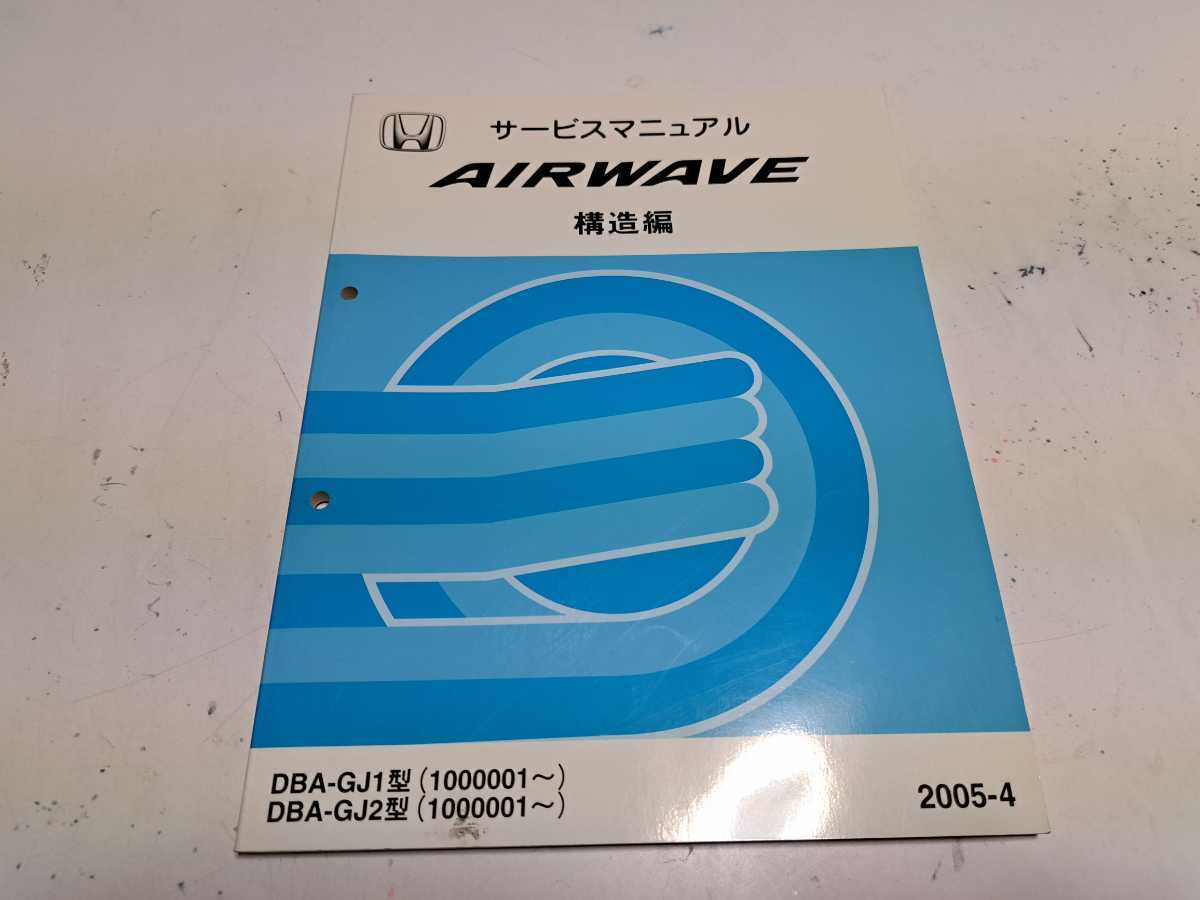 サービスマニュアル
AIRWAVE
構造編
DBA-GJ1型(1000001～)
DBA-GJ2型(1000001～)
2005-4